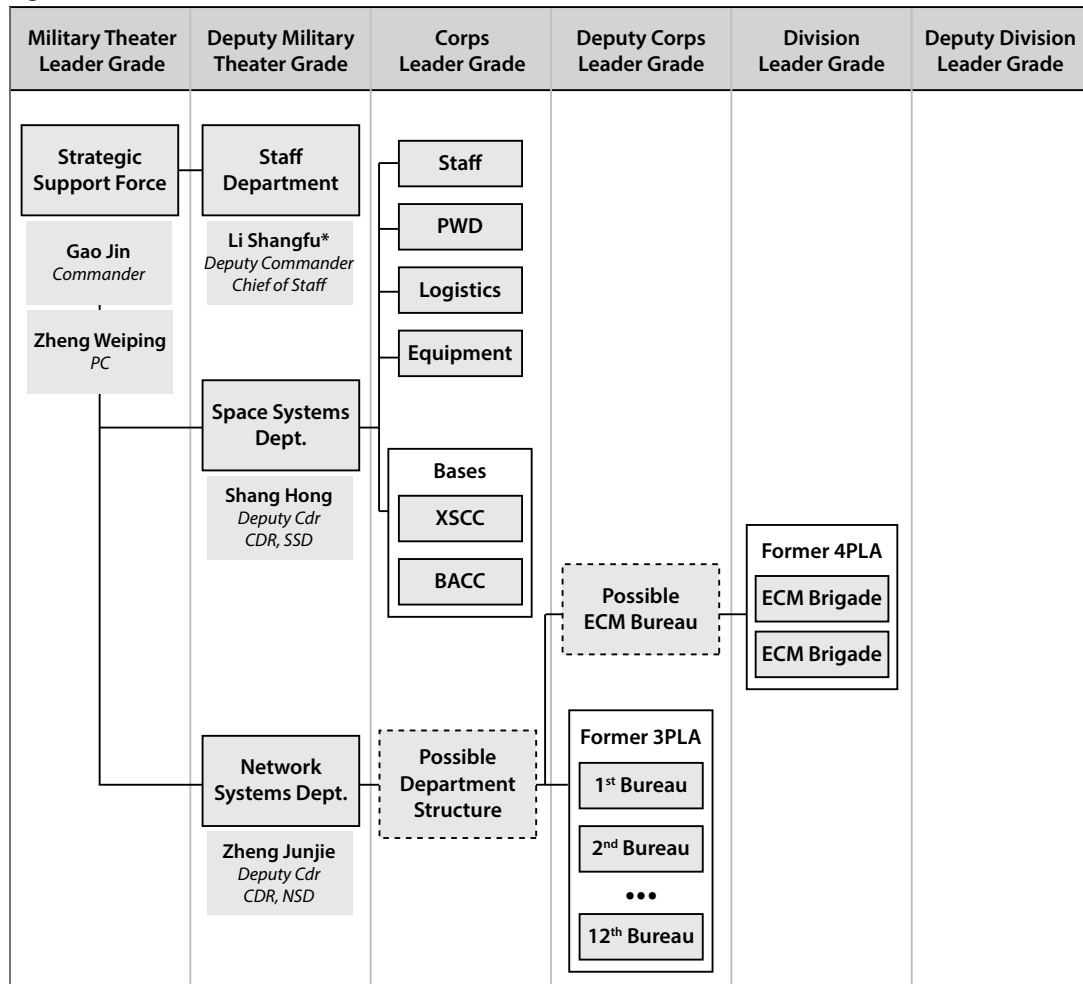 Military Theater
Leader Grade
Deputy Military
Theater Grade
Corps
Leader Grade
Deputy Corps
Leader Grade
Division
Leader Grade
Deputy Division
Leader Grade
Strategic
Support Force
Gao Jin
Commander
Zheng Weiping
PC
Staff
Department
Li Shangfu*
Deputy Commander
Chief of Staff
Space Systems
Dept.
Shang Hong
Deputy Cdr
CDR, SSD
Network
Systems Dept.
Zheng Junjie
Deputy Cdr
CDR, NSD
Staff
PWD
Logistics
Equipment
Bases
XSCC
BACC
Possible
Department
Structure
Possible
ECM Bureau
Former 3PLA
1st Bureau
2nd Bureau
•••
12th Bureau
Former 4PLA
ECM Brigade
ECM Brigade